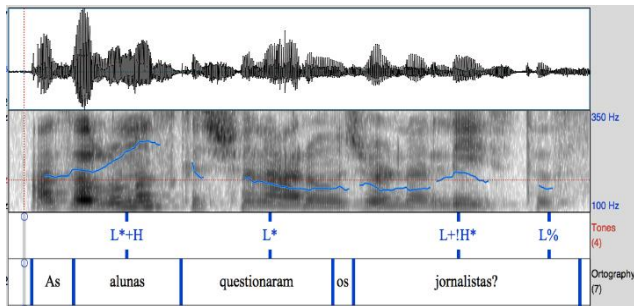 350 Hz
100 Hz
L*+H L* L+!H* L%
Tones
(4)
As alunas questionaram os jornalistas?
Ortography
(7)